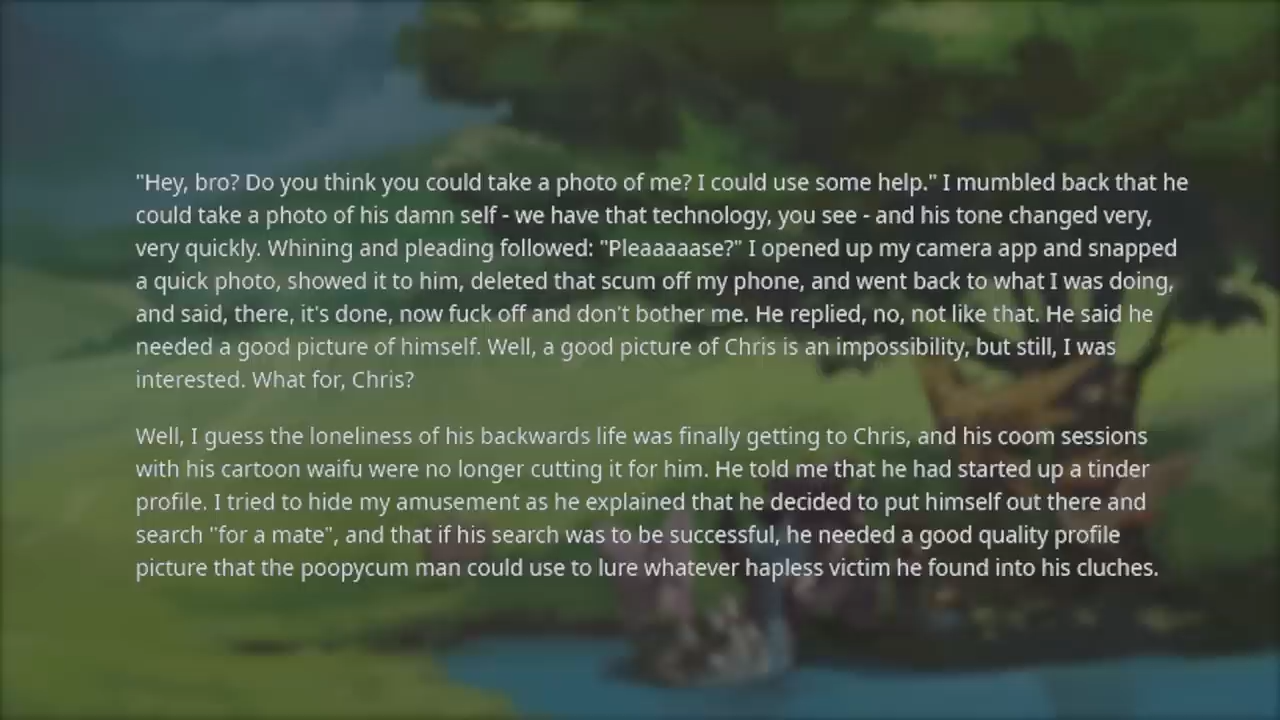 "Hey, bro? Do you think you could take a photo of me? I could use some help." I mumbled back that he
could take a photo of his damn self - we have that technology, you see - and his tone changed very,
very quickly. Whining and pleading followed: "Pleaaaaase?" I opened up my camera app and snapped
a quick photo, showed it to him, deleted that scum off my phone, and went back to what I was doing,
and said, there, it's done, now fuck off and don't bother me. He replied, no, not like that. He said he
needed a good picture of himself. Well, a good picture of Chris is an impossibility, but still, I was
interested. What for, Chris?
Well, I guess the loneliness of his backwards life was finally getting to Chris, and his coom sessions
with his cartoon waifu were no longer cutting it for him. He told me that he had started up a tinder
profile. I tried to hide my amusement as he explained that he decided to put himself out there and
search "for a mate", and that if his search was to be successful, he needed a good quality profile
picture that the poopycum man could use to lure whatever hapless victim he found into his cluches.